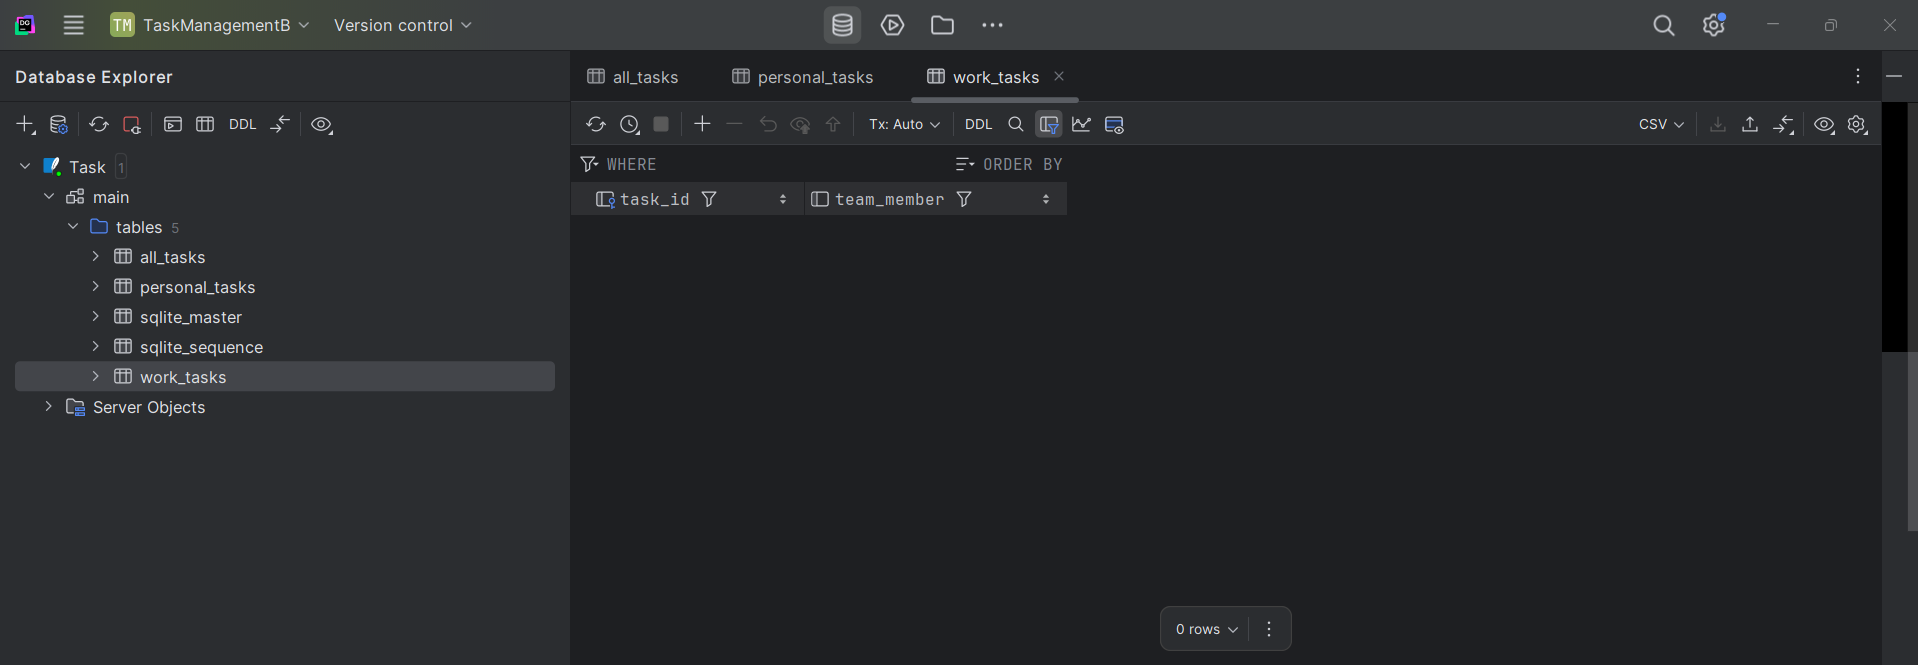 DG
TM TaskManagementB Version control
Database Explorer
all_tasks personal_tasks work_tasks
DDL
Tx: Auto DDL CSV
WHERE ORDER BY
task_id team_member
Task 1
main
tables 5
all_tasks
personal_tasks
sqlite_master
sqlite_sequence
work_tasks
Server Objects
0 rows